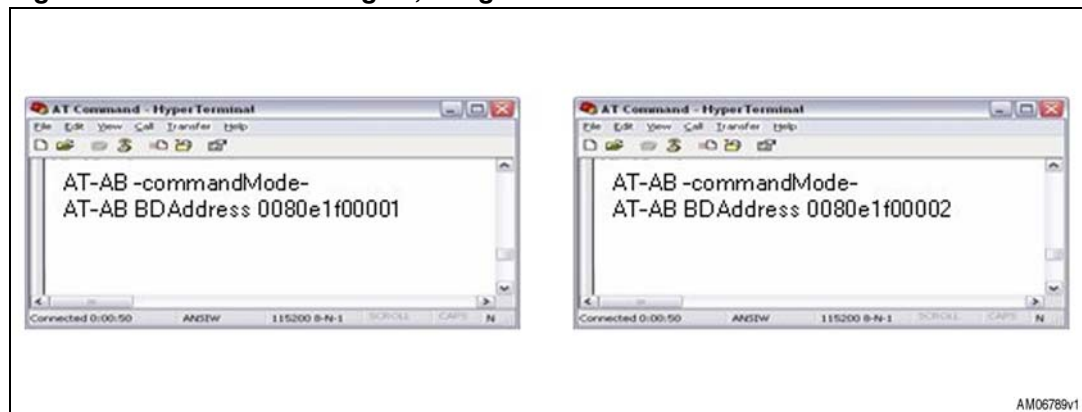 AT Command - HyperTerminal
File Edit View Call Transfer Help
AT-AB -commandMode-
AT-AB BDAddress 0080e1f00001
Connected 0:00:50 ANSIW 115200 8-N-1 SCROLL CAPS N
AT Command - HyperTerminal
File Edit View Call Transfer Help
AT-AB -commandMode-
AT-AB BDAddress 0080e1f00002
Connected 0:00:50 ANSIW 115200 8-N-1 SCROLL CAPS N
AM06789v1